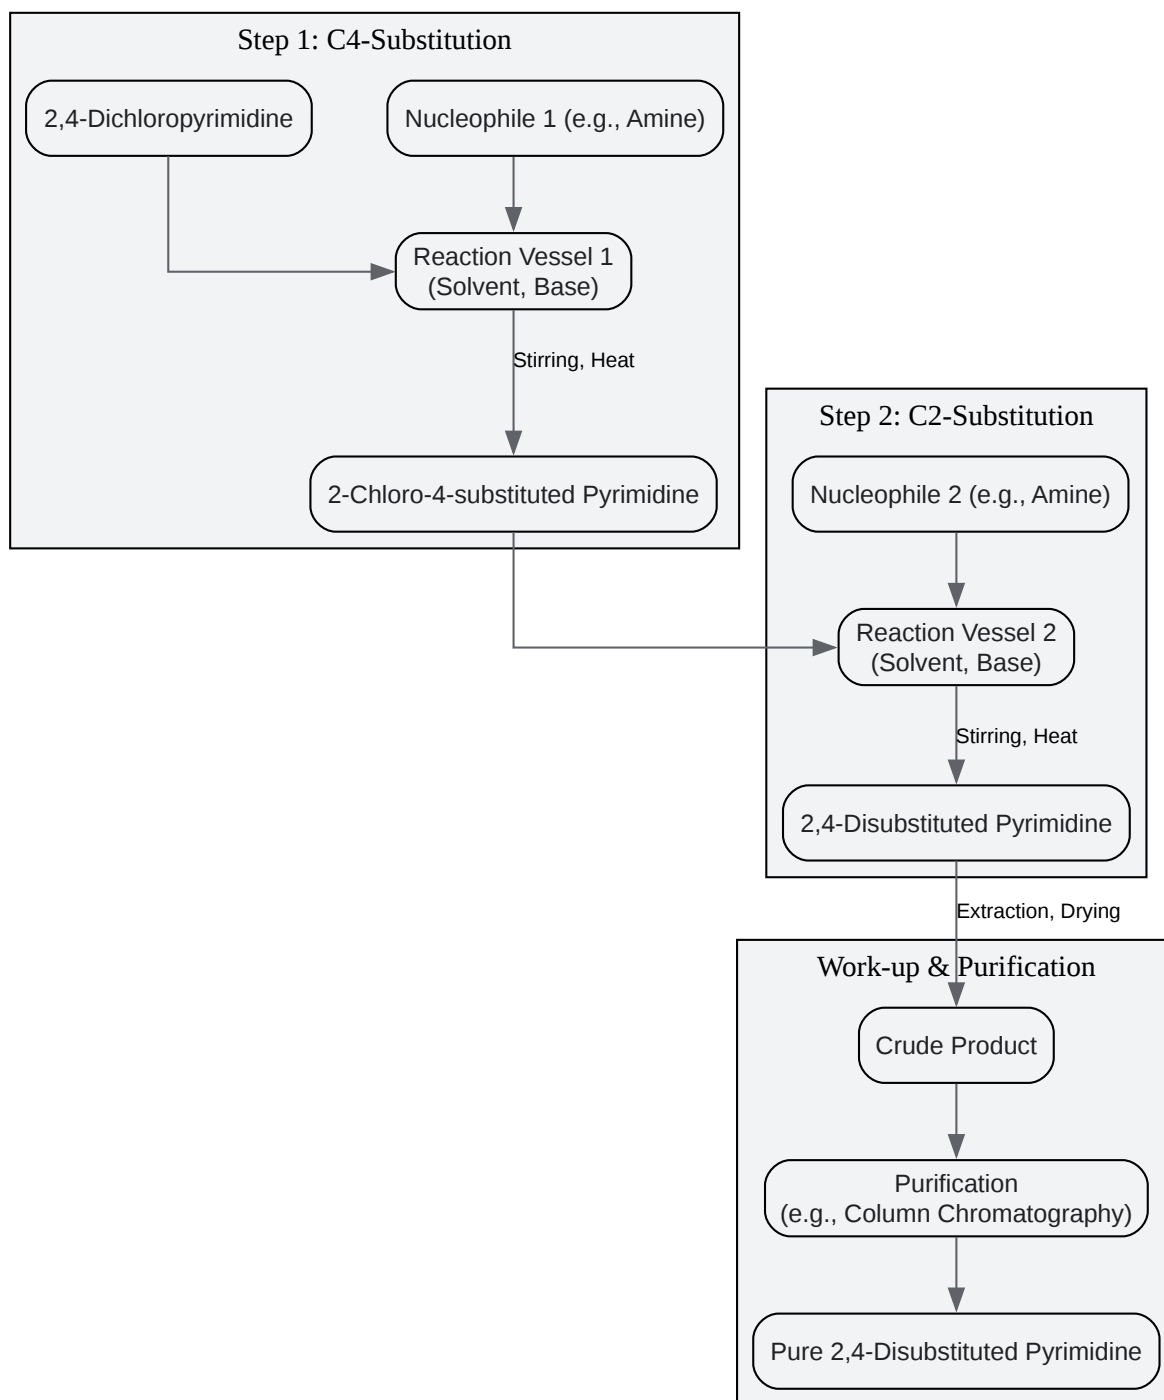 Step 1: C4-Substitution
2,4-Dichloropyrimidine
Nucleophile 1 (e.g., Amine)
Reaction Vessel 1
(Solvent, Base)
Stirring, Heat
2-Chloro-4-substituted Pyrimidine
Step 2: C2-Substitution
Nucleophile 2 (e.g., Amine)
Reaction Vessel 2
(Solvent, Base)
Stirring, Heat
2,4-Disubstituted Pyrimidine
Extraction, Drying
Work-up & Purification
Crude Product
Purification
(e.g., Column Chromatography)
Pure 2,4-Disubstituted Pyrimidine